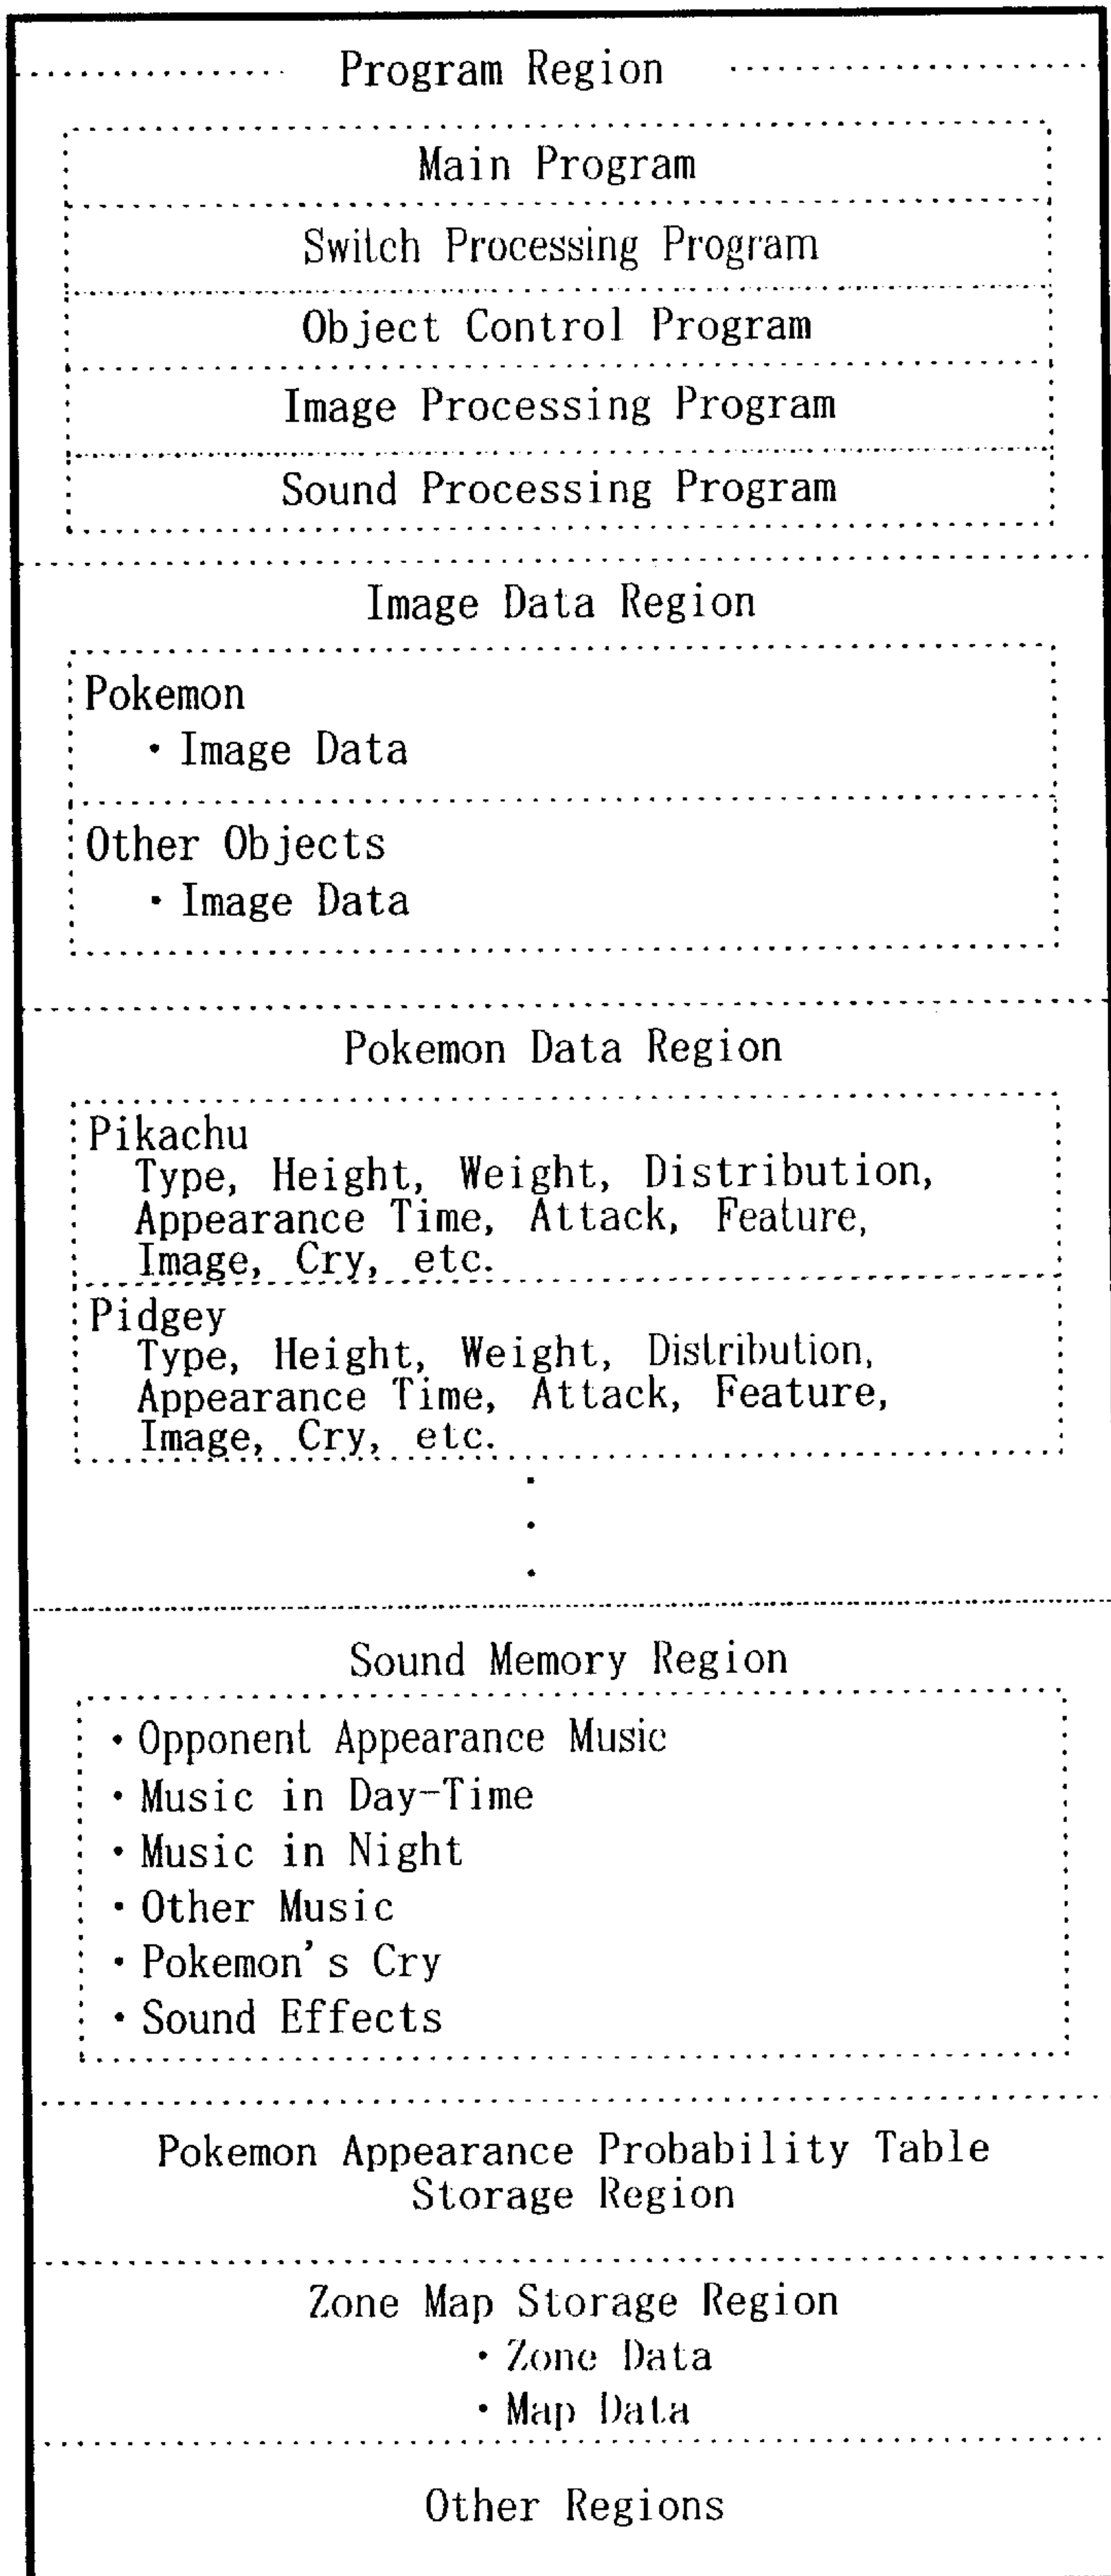 Program Region
Main Program
Switch Processing Program
Object Control Program
Image Processing Program
Sound Processing Program
Image Data Region
Pokemon
・Image Data
Other Objects
・Image Data
Pokemon Data Region
Pikachu
Type, Height, Weight, Distribution,
Appearance Time, Attack, Feature,
Image, Cry, etc.
Pidgey
Type, Height, Weight, Distribution,
Appearance Time, Attack, Feature,
Image, Cry, etc.
Sound Memory Region
・Opponent Appearance Music
・Music in Day-Time
・Music in Night
・Other Music
・Pokemon's Cry
・Sound Effects
Pokemon Appearance Probability Table
Storage Region
Zone Map Storage Region
・Zone Data
・Map Data
Other Regions